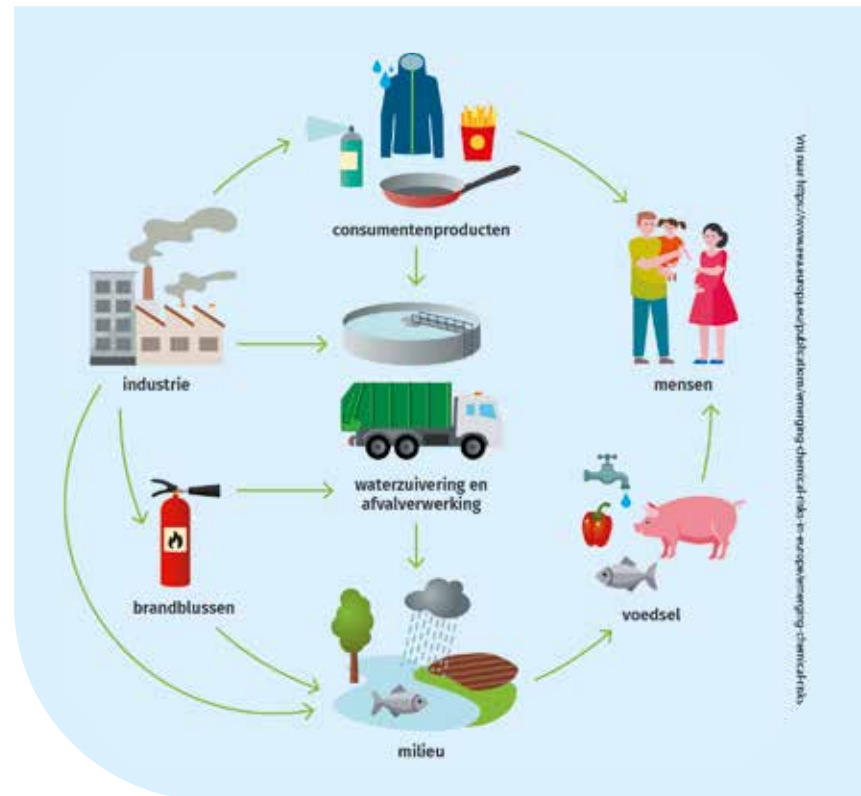 consumentenproducten
industrie
mensen
waterzuivering en
afvalverwerking
brandblussen
voedsel
milieu
Vrij naar https://www.eea.europa.eu/publications/emerging-chemical-risks-in-europe/emerging-chemical-risks